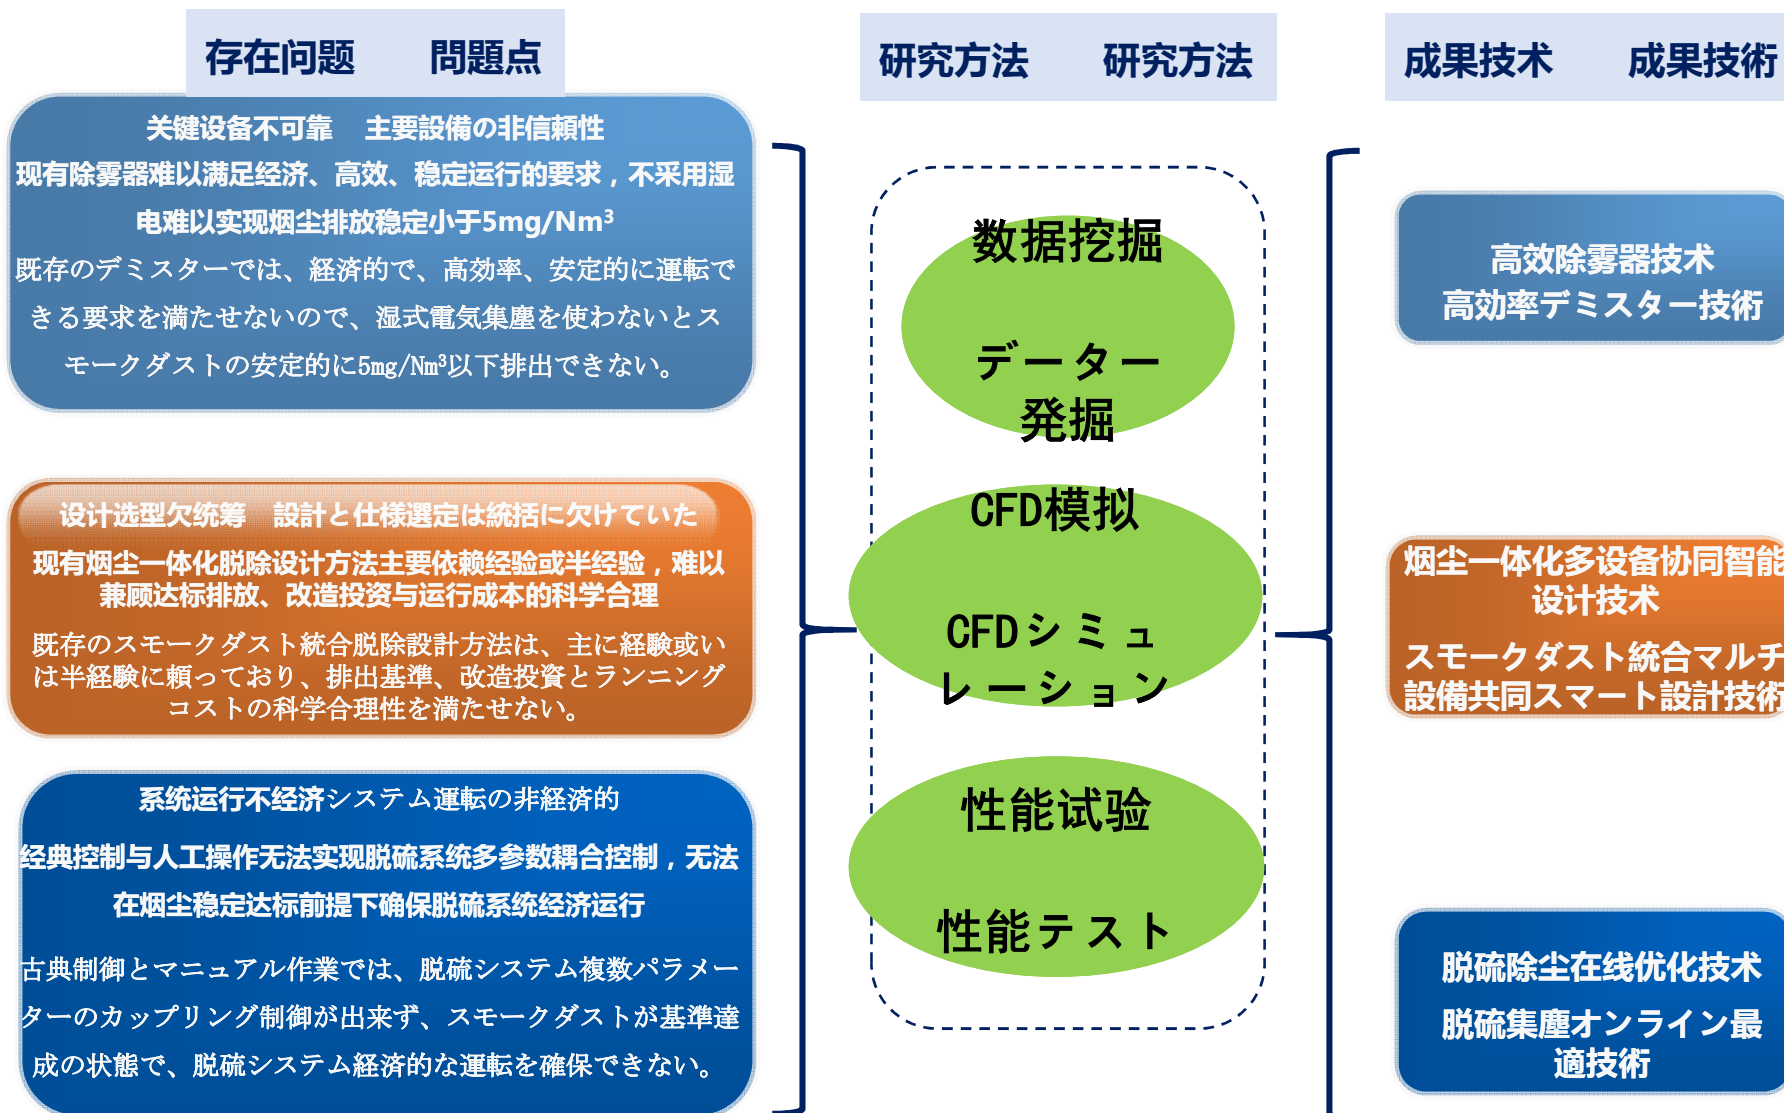 存在问题 問題点
关键设备不可靠 主要設備の非信頼性
现有除雾器难以满足经济、高效、稳定运行的要求，不采用湿
电难以实现烟尘排放稳定小于5mg/Nm³
既存のデミスターでは、経済的で、高効率、安定的に運転で
きる要求を満たせないので、湿式電気集塵を使わないとス
モークダストの安定的に5mg/Nm³以下排出できない。
设计选型欠统筹 設計と仕様選定は統括に欠けていた
现有烟尘一体化脱除设计方法主要依赖经验或半经验，难以
兼顾达标排放、改造投资与运行成本的科学合理
既存のスモークダスト統合脱除設計方法は、主に経験或い
は半経験に頼っており、排出基準、改造投資とランニング
コストの科学合理性を満たせない。
系统运行不经济システム運転の非経済的
经典控制与人工操作无法实现脱硫系统多参数耦合控制，无法
在烟尘稳定达标前提下确保脱硫系统经济运行
古典制御とマニュアル作業では、脱硫システム複数パラメー
ターのカップリング制御が出来ず、スモークダストが基準達
成の状態で、脱硫システム経済的な運転を確保できない。
研究方法 研究方法
数据挖掘
データー
発掘
CFD模拟
CFDシミュ
レーション
性能试验
性能テスト
成果技术 成果技術
高效除雾器技术
高効率デミスター技術
烟尘一体化多设备协同智能
设计技术
スモークダスト統合マルチ
設備共同スマート設計技術
脱硫除尘在线优化技术
脱硫集塵オンライン最
適技術